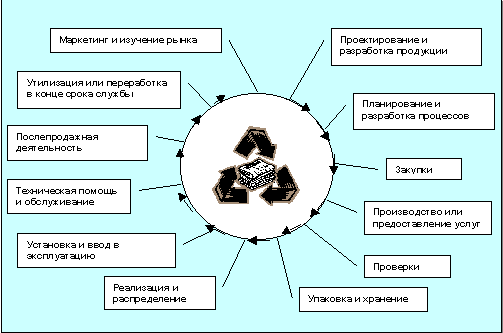 Маркетинг и изучение рынка
Проектирование и
разработка продукции
Планирование и
разработка процессов
Закупки
Производство или
предоставление услуг
Проверки
Упаковка и хранение
Реализация и
распределение
Установка и ввод в
эксплуатацию
Техническая помощь
и обслуживание
Послепродажная
деятельность
Утилизация или переработка
в конце срока службы